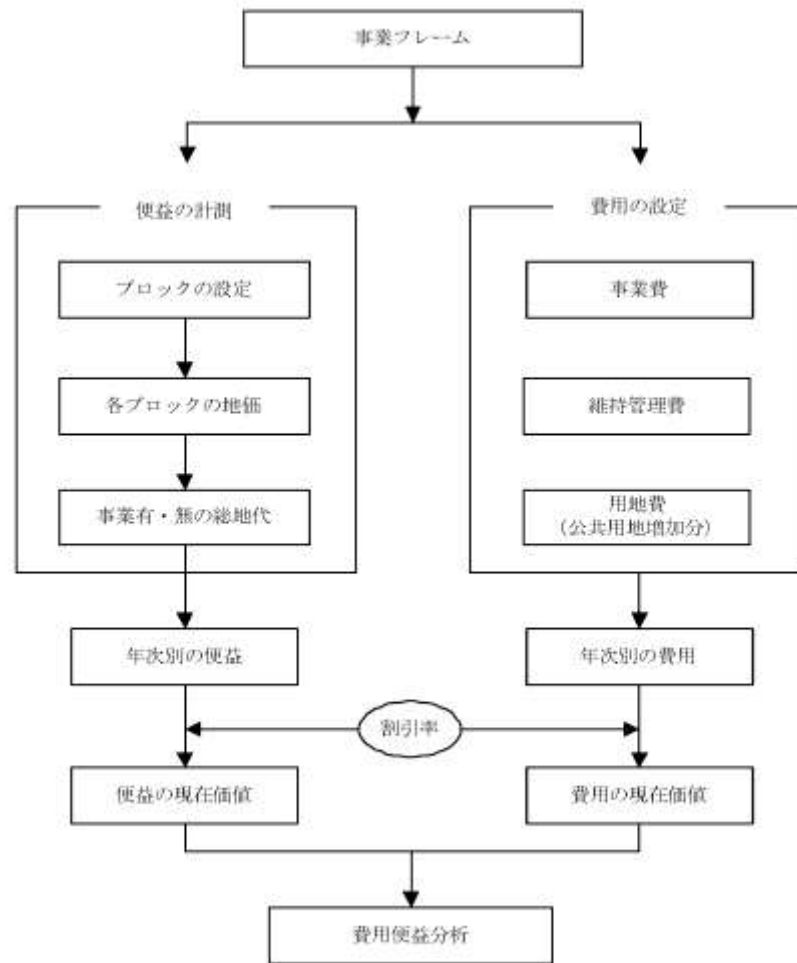 事業フレーム
便益の計測
ブロックの設定
各ブロックの地価
事業有・無の総地代
年次別の便益
便益の現在価値
費用の設定
事業費
維持管理費
用地費
(公共用地増加分)
年次別の費用
費用の現在価値
割引率
費用便益分析